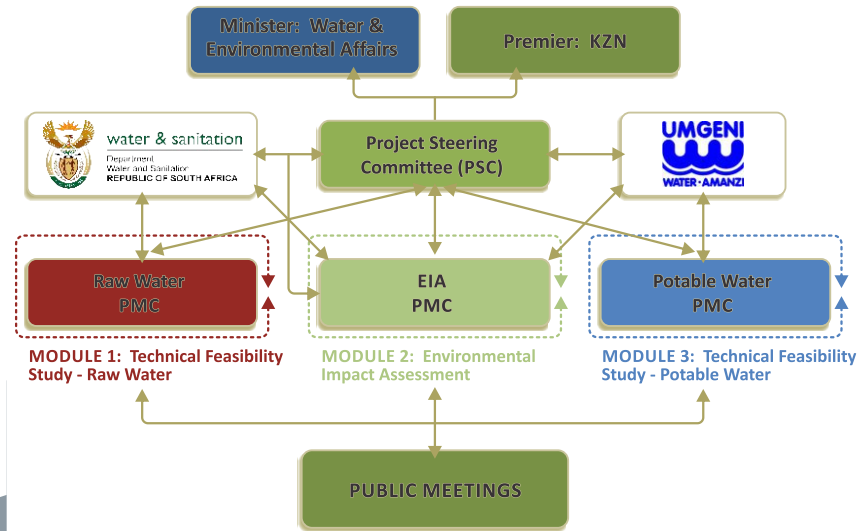 Minister: Water &
Environmental Affairs
Premier: KZN
water & sanitation
Department
Water and Sanitation
REPUBLIC OF SOUTH AFRICA
Project Steering
Committee (PSC)
UMGENI
WATER·AMANZI
Raw Water
PMC
EIA
PMC
Potable Water
PMC
MODULE 1: Technical Feasibility
Study - Raw Water
MODULE 2: Environmental
Impact Assessment
MODULE 3: Technical Feasibility
Study - Potable Water
PUBLIC MEETINGS